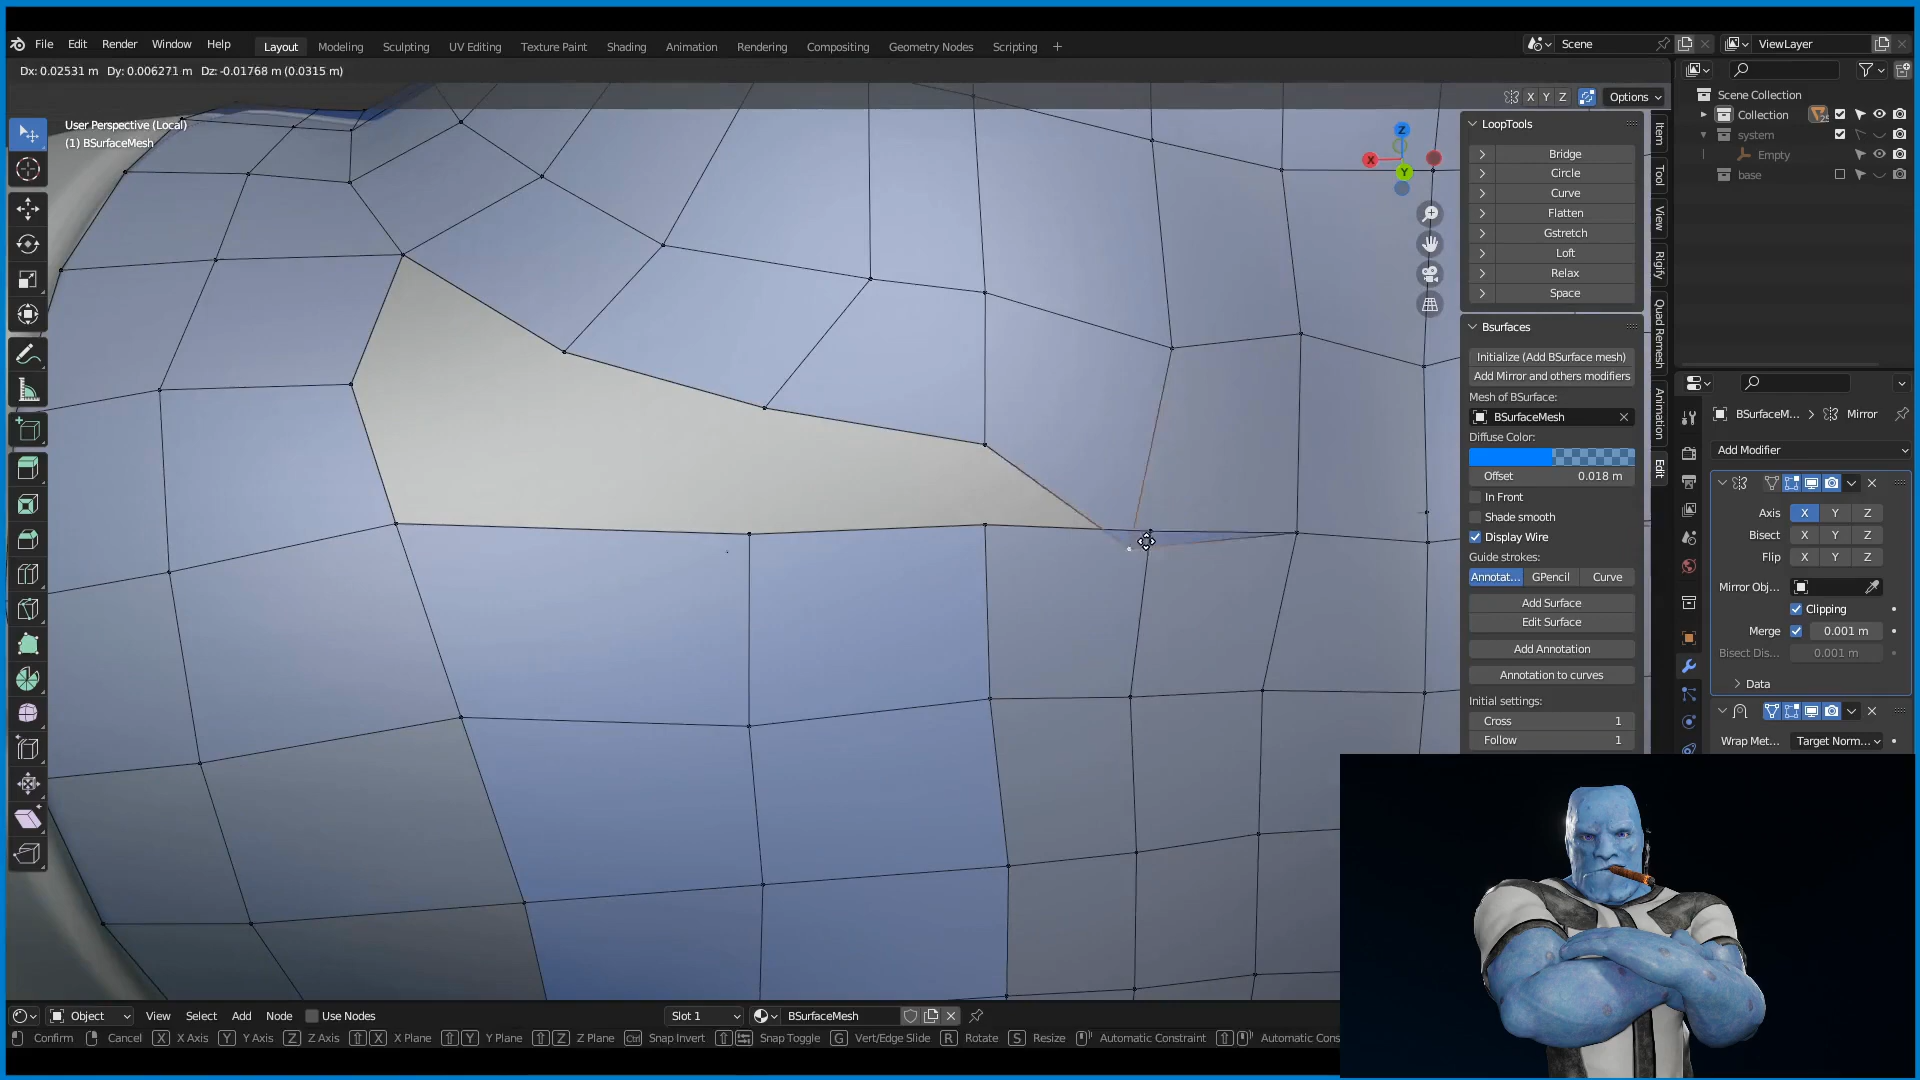 File Edit Render Window Help Layout Modeling Sculpting UV Editing Texture Paint Shading Animation Rendering Compositing Geometry Nodes Scripting + Scene ViewLayer
Dx: 0.02531 m Dy: 0.006271 m Dz: -0.01768 m (0.0315 m)
X Y Z Options
User Perspective (Local)
(1) BSurfaceMesh
Z
X
Y
LoopTools
Bridge
Circle
Curve
Flatten
Gstretch
Loft
Relax
Space
Bsurfaces
Initialize (Add BSurface mesh)
Add Mirror and others modifiers
Mesh of BSurface:
BSurfaceMesh
Diffuse Color:
Offset 0.018 m
In Front
Shade smooth
Display Wire
Guide strokes:
Annotat... GPencil Curve
Add Surface
Edit Surface
Add Annotation
Annotation to curves
Initial settings:
Cross 1
Follow 1
Item
Tool
View
Rigify
Quad Remesh
Animation
Edit
Scene Collection
Collection
system
Empty
base
BSurfaceM... > Mirror
Add Modifier
Axis X Y Z
Bisect X Y Z
Flip X Y Z
Mirror Obj...
Clipping
Merge 0.001 m
Bisect Dis... 0.001 m
Data
Wrap Met... Target Norm...
Object View Select Add Node Use Nodes Slot 1 BSurfaceMesh
Confirm Cancel X X Axis Y Y Axis Z Z Axis X X Plane Y Y Plane Z Z Plane Ctrl Snap Invert Snap Toggle G Vert/Edge Slide R Rotate S Resize Automatic Constraint Automatic Cons